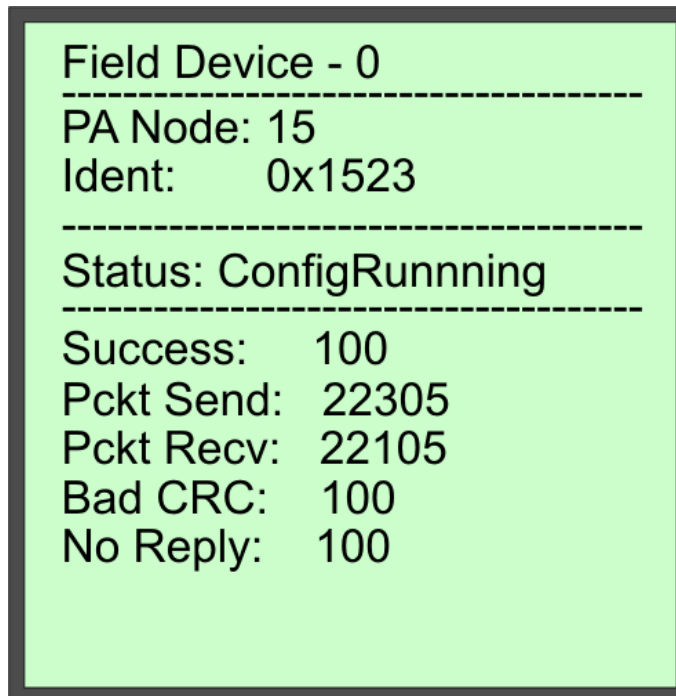 Field Device - 0
--------------------------------------
PA Node: 15
Ident: 0x1523
--------------------------------------
Status: ConfigRunnning
--------------------------------------
Success: 100
Pckt Send: 22305
Pckt Recv: 22105
Bad CRC: 100
No Reply: 100